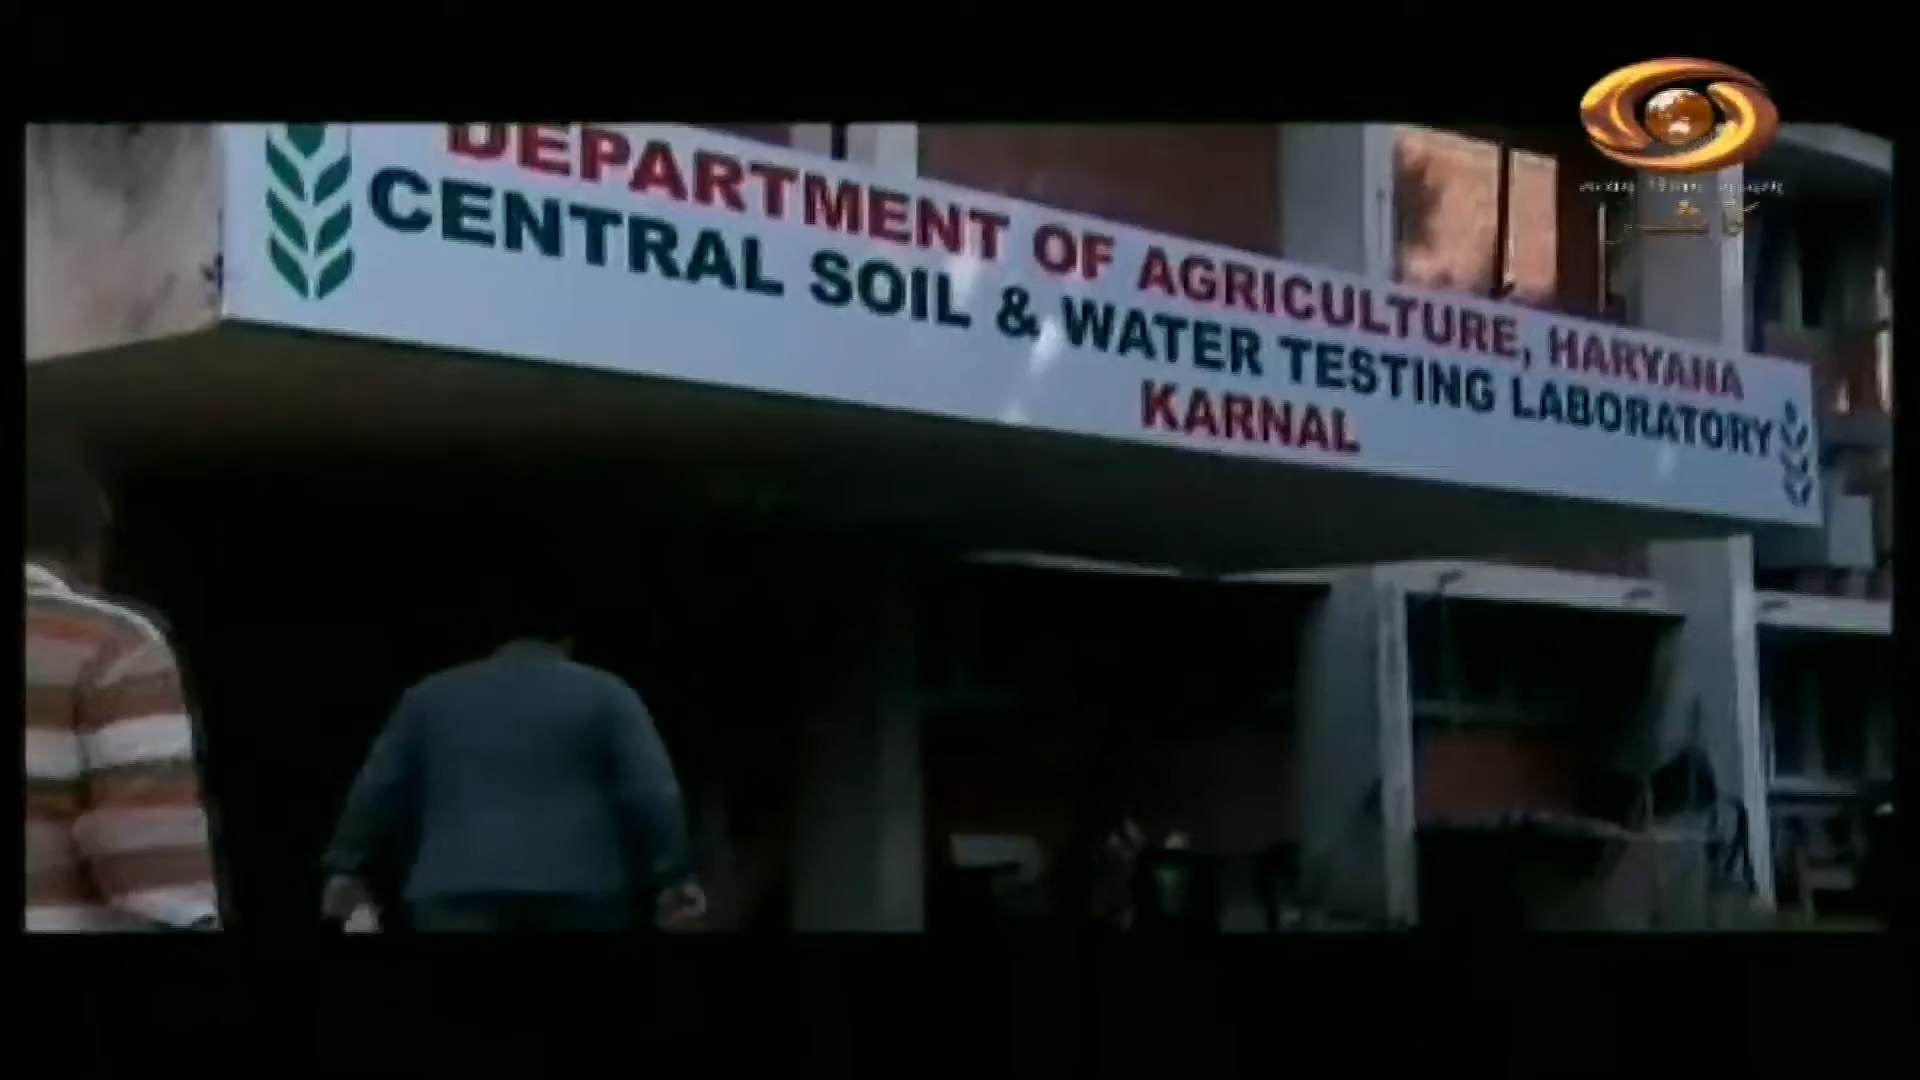 DEPARTMENT OF AGRICULTURE, HARYANA
CENTRAL SOIL & WATER TESTING LABORATORY
KARNAL